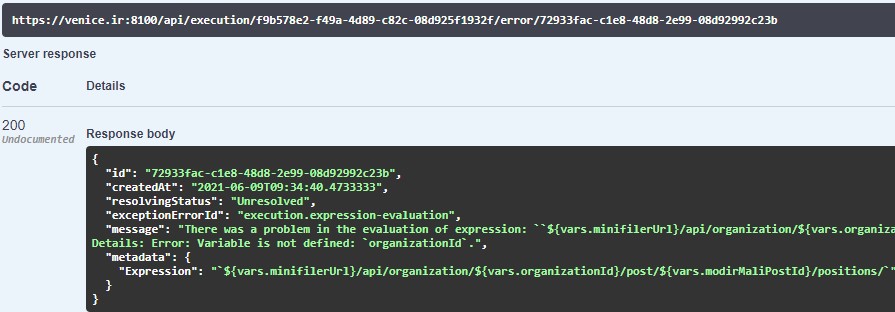 https://venice.ir:8100/api/execution/f9b578e2-f49a-4d89-c82c-08d925f1932f/error/72933fac-c1e8-48d8-2e99-08d92992c23b
Server response
Code Details
200
Undocumented
Response body
{
"id": "72933fac-c1e8-48d8-2e99-08d92992c23b",
"createdAt": "2021-06-09T09:34:40.4733333",
"resolvingStatus": "Unresolved",
"exceptionErrorId": "execution.expression-evaluation",
"message": "There was a problem in the evaluation of expression: ``${vars.minifilerUrl}/api/organization/${vars.organiza
Details: Error: Variable is not defined: `organizationId`.",
"metadata": {
"Expression": "`${vars.minifilerUrl}/api/organization/${vars.organizationId}/post/${vars.modirMaliPostId}/positions/`"
}
}